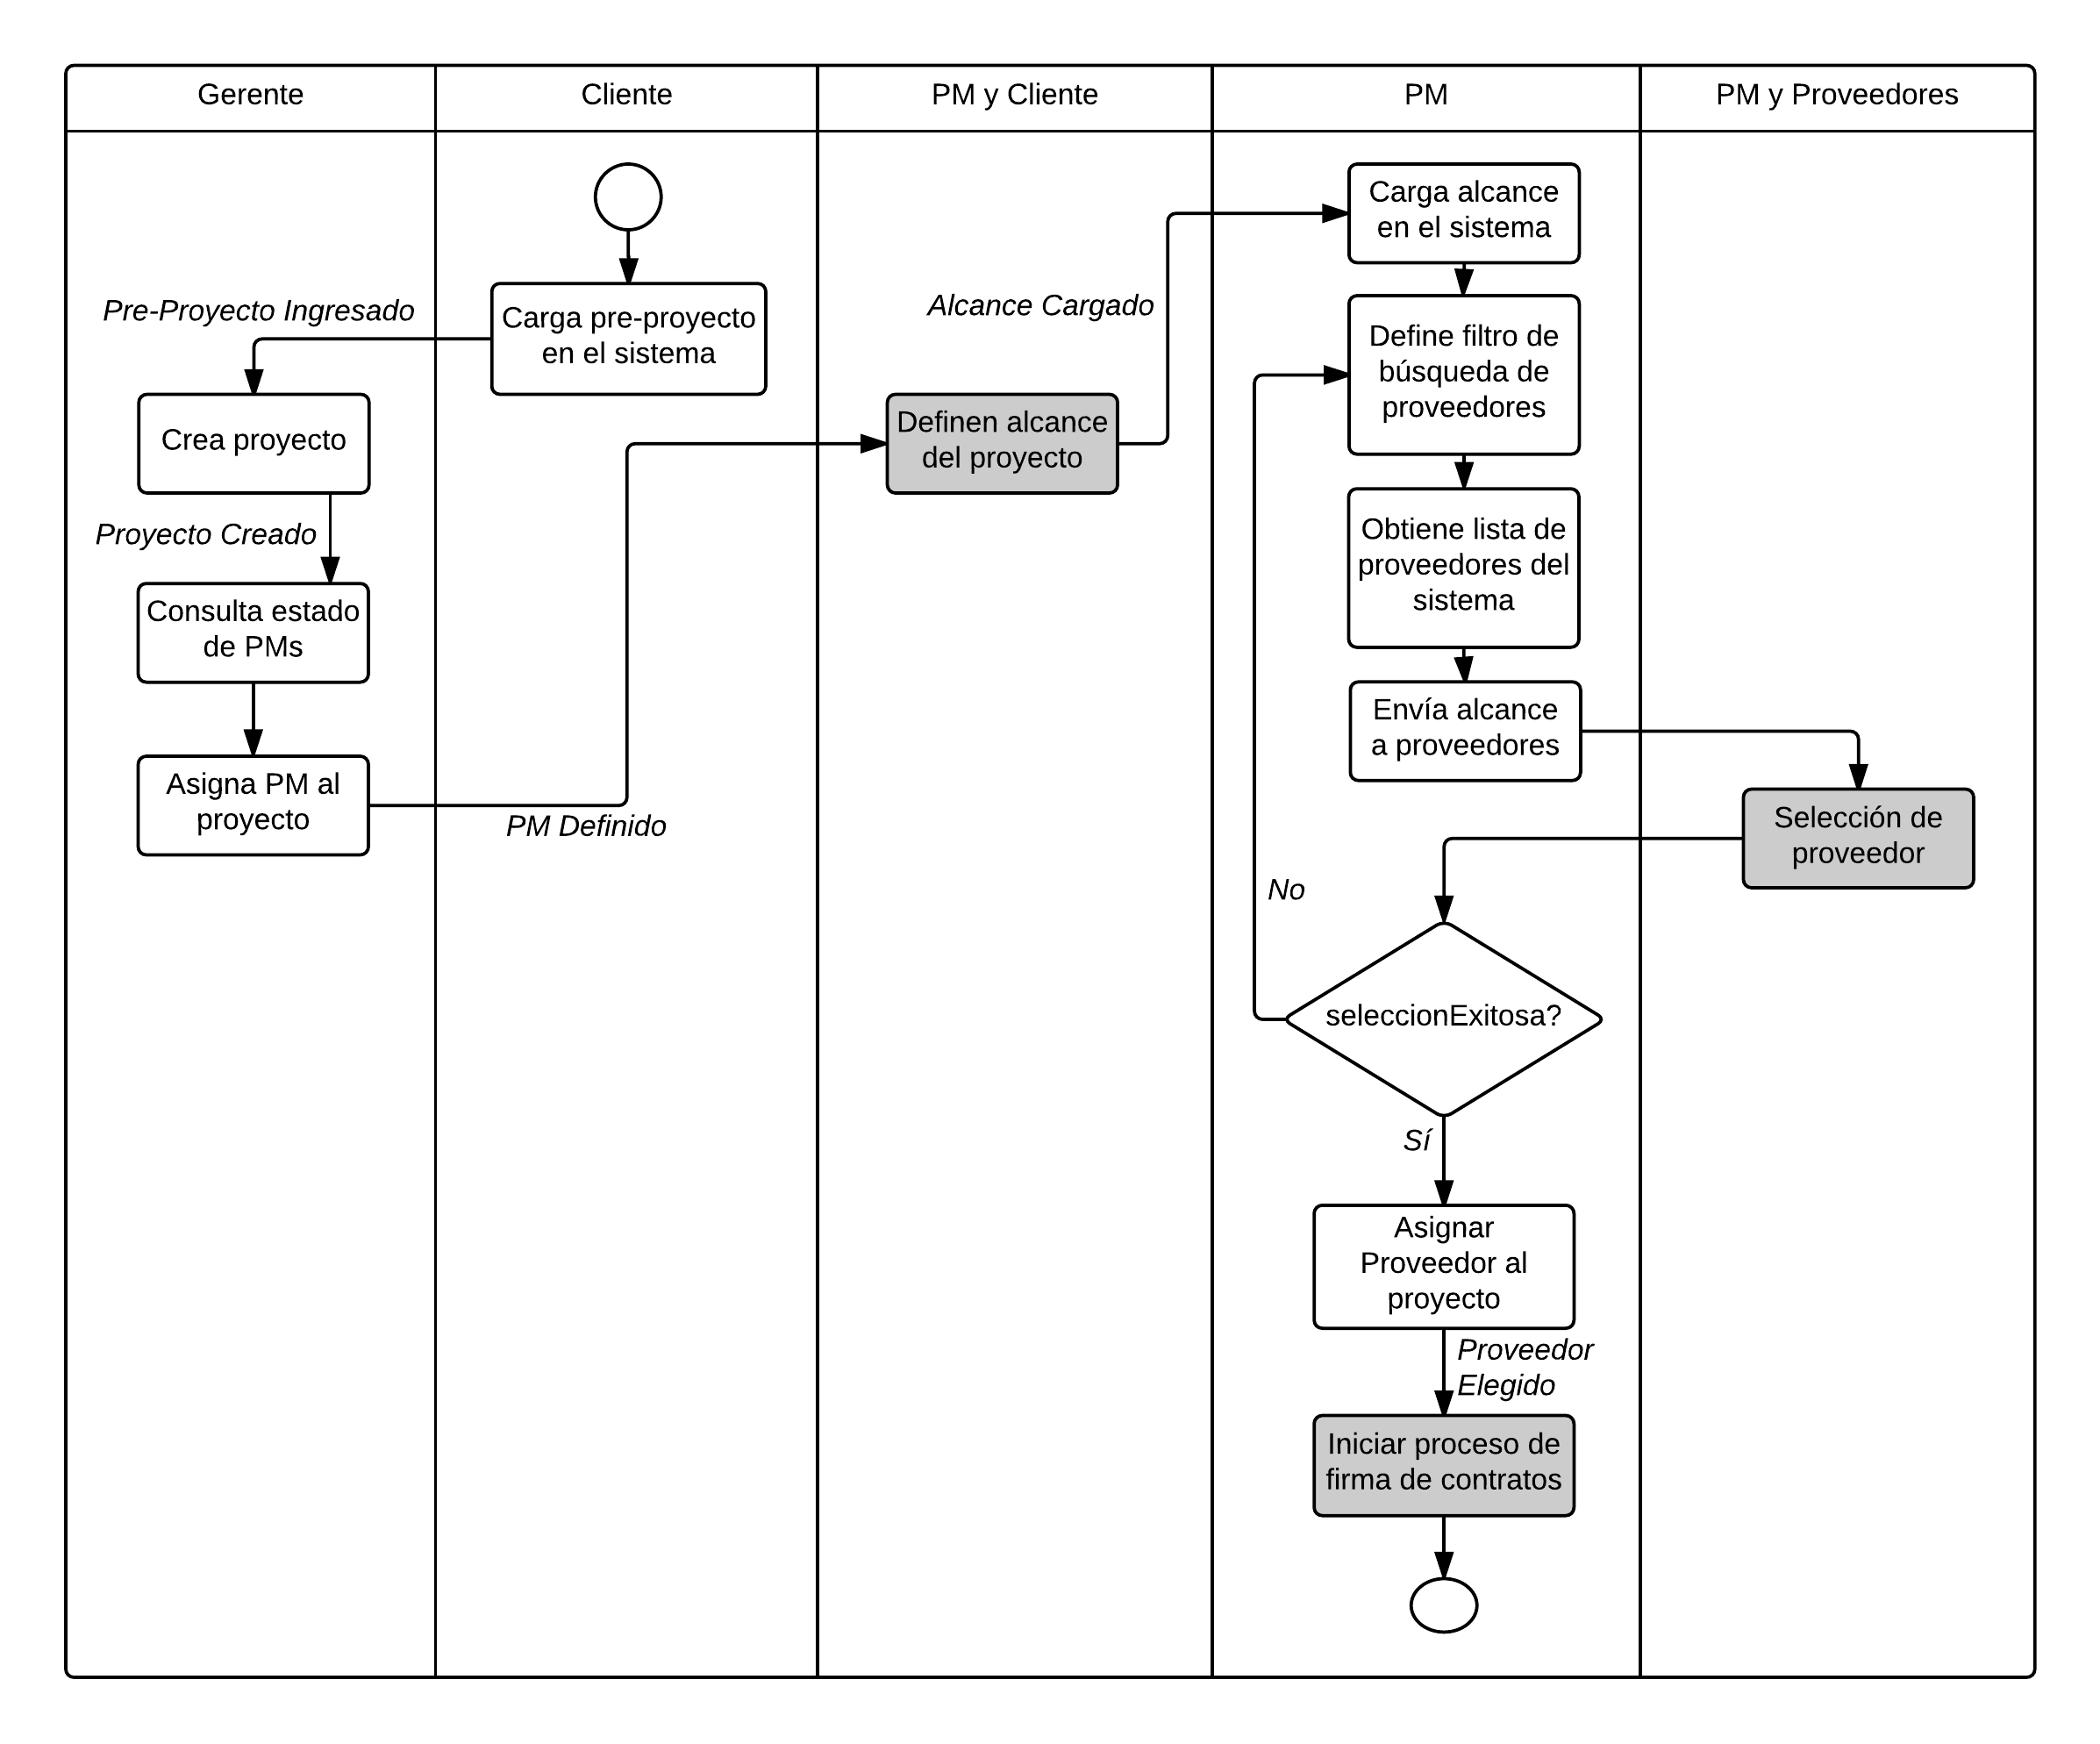 Gerente
Cliente
PM y Cliente
PM
PM y Proveedores
Carga pre-proyecto
en el sistema
Pre-Proyecto Ingresado
Crea proyecto
Proyecto Creado
Consulta estado
de PMs
Asigna PM al
proyecto
PM Definido
Definen alcance
del proyecto
Alcance Cargado
Carga alcance
en el sistema
Define filtro de
búsqueda de
proveedores
Obtiene lista de
proveedores del
sistema
Envía alcance
a proveedores
Selección de
proveedor
No
seleccionExitosa?
Sí
Asignar
Proveedor al
proyecto
Proveedor
Elegido
Iniciar proceso de
firma de contratos